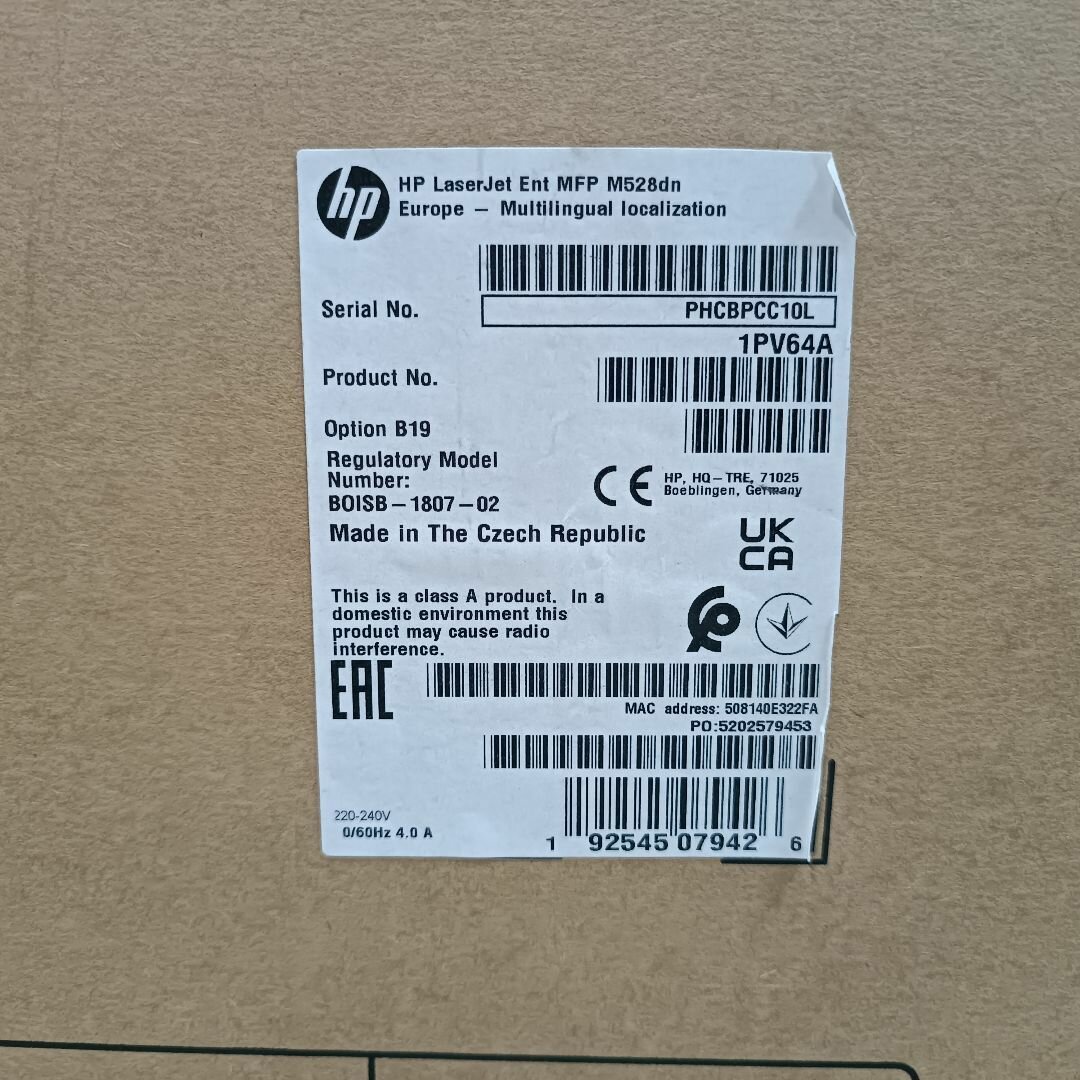 hp
HP LaserJet Ent MFP M528dn
Europe – Multilingual localization
Serial No.
PHCBPCC10L
1PV64A
Product No.
Option B19
Regulatory Model
Number:
BOISB-1807-02
CE
HP, HQ-TRE, 71025
Boeblingen, Germany
Made in The Czech Republic
UK
CA
This is a class A product. In a
domestic environment this
product may cause radio
interference.
EAC
MAC address: 508140E322FA
PO:5202579453
220-240V
0/60Hz 4.0 A
1 92545 07942 6